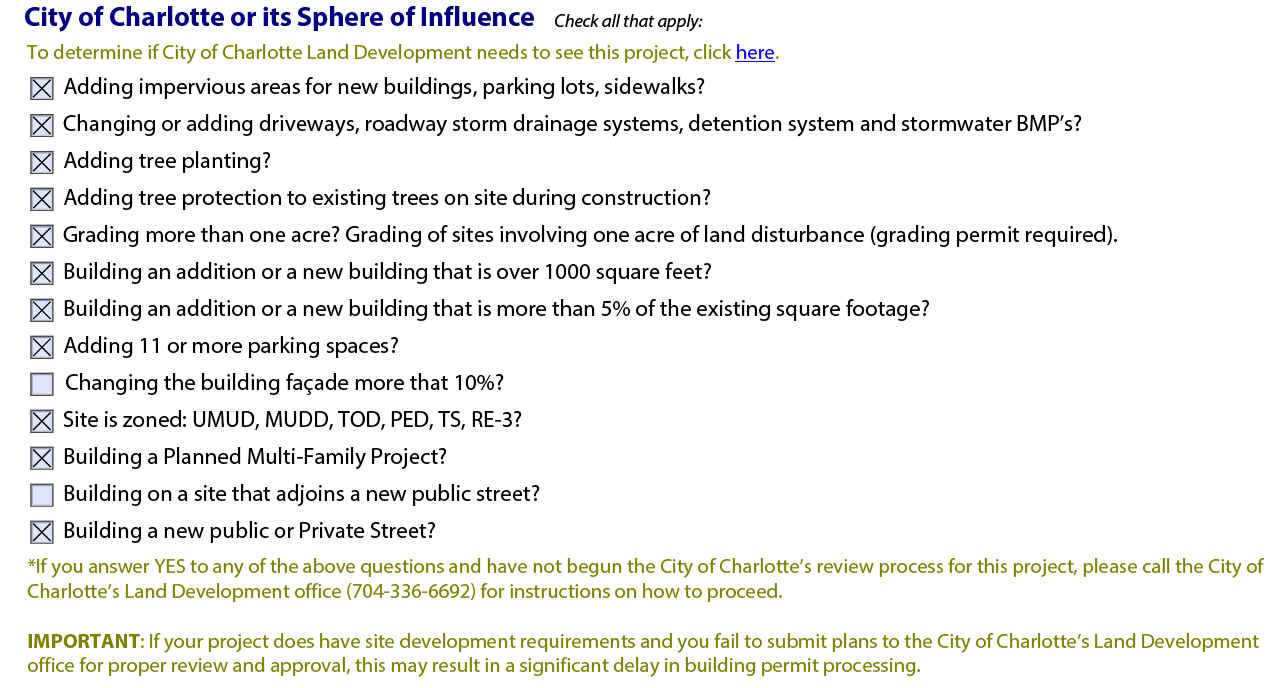 City of Charlotte or its Sphere of Influence Check all that apply:
To determine if City of Charlotte Land Development needs to see this project, click here.
Adding impervious areas for new buildings, parking lots, sidewalks?
Changing or adding driveways, roadway storm drainage systems, detention system and stormwater BMP's?
Adding tree planting?
Adding tree protection to existing trees on site during construction?
Grading more than one acre? Grading of sites involving one acre of land disturbance (grading permit required).
Building an addition or a new building that is over 1000 square feet?
Building an addition or a new building that is more than 5% of the existing square footage?
Adding 11 or more parking spaces?
Changing the building façade more that 10%?
Site is zoned: UMUD, MUDD, TOD, PED, TS, RE-3?
Building a Planned Multi-Family Project?
Building on a site that adjoins a new public street?
Building a new public or Private Street?
*If you answer YES to any of the above questions and have not begun the City of Charlotte's review process for this project, please call the City of
Charlotte's Land Development office (704-336-6692) for instructions on how to proceed.
IMPORTANT: If your project does have site development requirements and you fail to submit plans to the City of Charlotte's Land Development
office for proper review and approval, this may result in a significant delay in building permit processing.